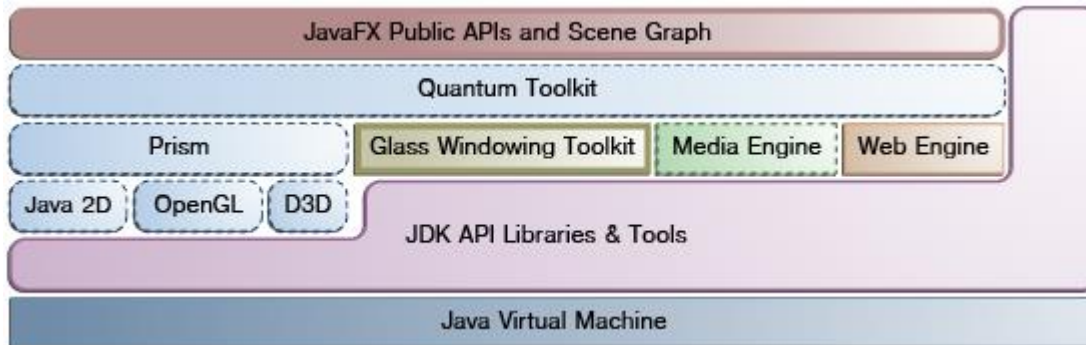 JavaFX Public APIs and Scene Graph
Quantum Toolkit
Prism
Glass Windowing Toolkit
Media Engine
Web Engine
Java 2D
OpenGL
D3D
JDK API Libraries & Tools
Java Virtual Machine